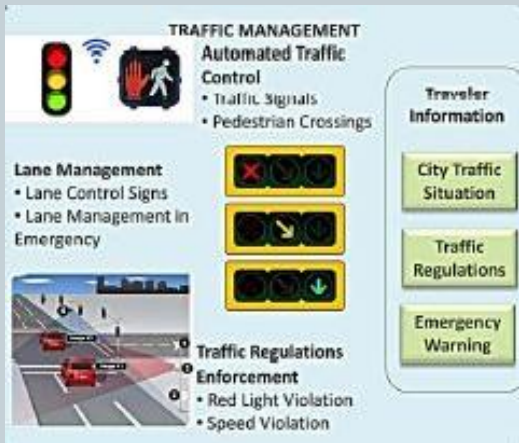 TRAFFIC MANAGEMENT
Automated Traffic
Control
• Traffic Signals
• Pedestrian Crossings
Lane Management
• Lane Control Signs
• Lane Management in
Emergency
Traffic Regulations
Enforcement
• Red Light Violation
• Speed Violation
Traveler
Information
City Traffic
Situation
Traffic
Regulations
Emergency
Warning